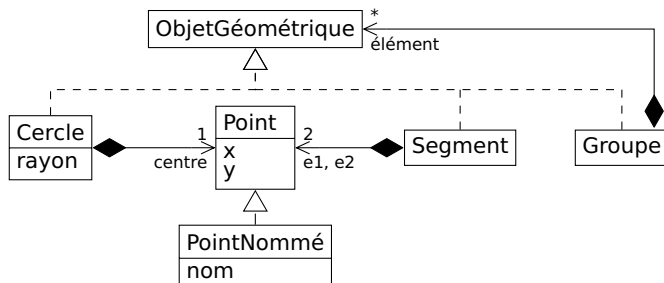 ObjetGéométrique
*
élément
Cercle
rayon
1
centre
Point
x
y
2
e1, e2
Segment
Groupe
PointNommé
nom